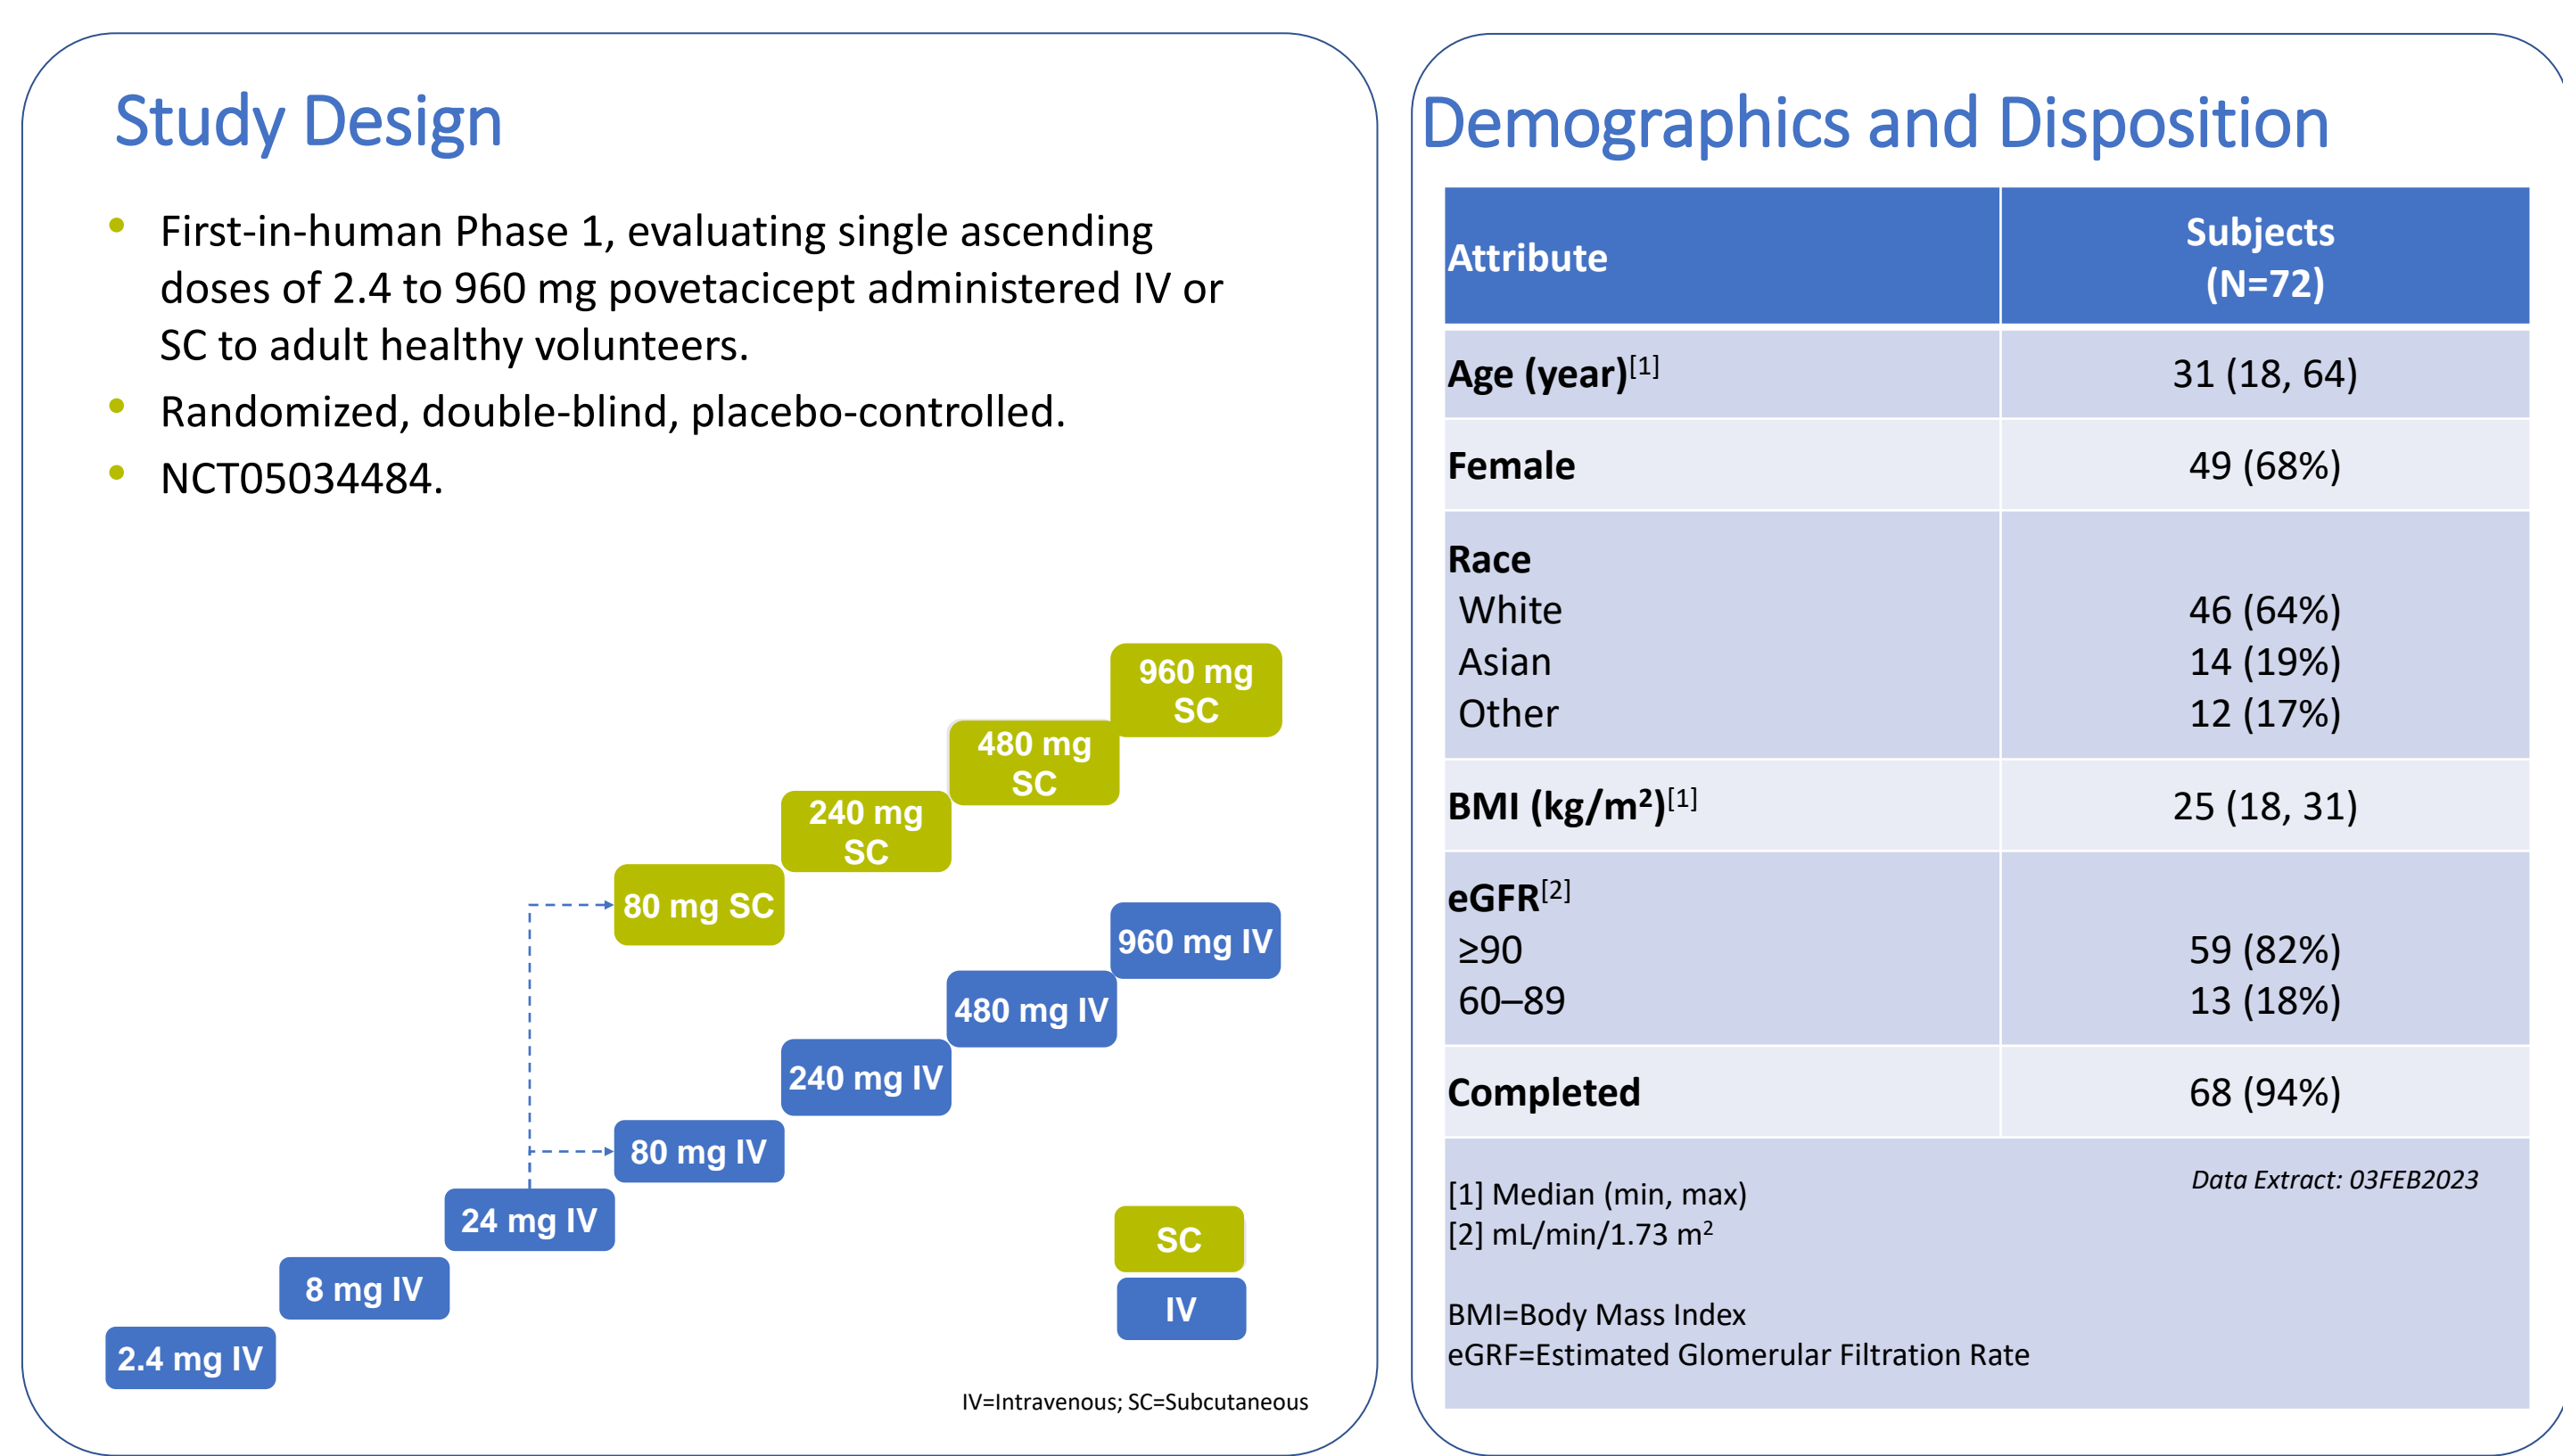 Study Design
• First-in-human Phase 1, evaluating single ascending
doses of 2.4 to 960 mg povetacicept administered IV or
SC to adult healthy volunteers.
• Randomized, double-blind, placebo-controlled.
• NCT05034484.
960 mg
SC
480 mg
SC
240 mg
SC
80 mg SC
960 mg IV
480 mg IV
240 mg IV
80 mg IV
24 mg IV
8 mg IV
2.4 mg IV
SC
IV
IV=Intravenous; SC=Subcutaneous
Demographics and Disposition
Attribute
Subjects
(N=72)
Age (year)[1] 31 (18, 64)
Female 49 (68%)
Race
White 46 (64%)
Asian 14 (19%)
Other 12 (17%)
BMI (kg/m²)[1] 25 (18, 31)
eGFR[2]
≥90 59 (82%)
60–89 13 (18%)
Completed 68 (94%)
Data Extract: 03FEB2023
[1] Median (min, max)
[2] mL/min/1.73 m²
BMI=Body Mass Index
eGRF=Estimated Glomerular Filtration Rate